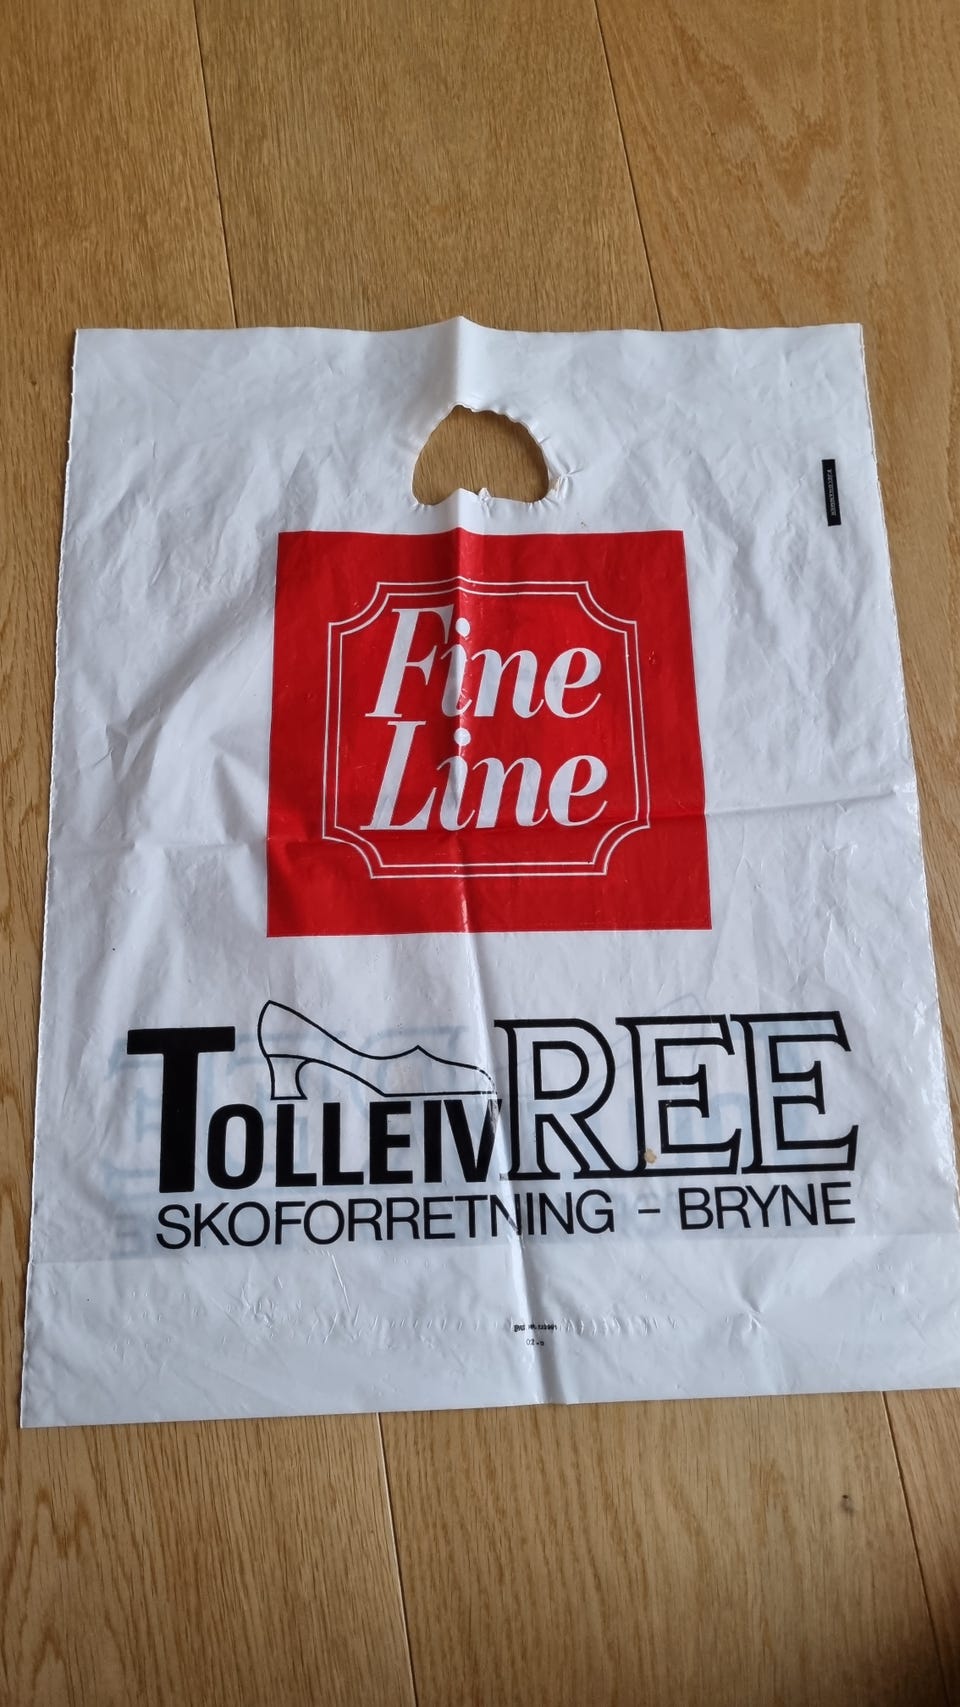 Fine
Line
TOLLEIV REE
SKOFORRETNING - BRYNE